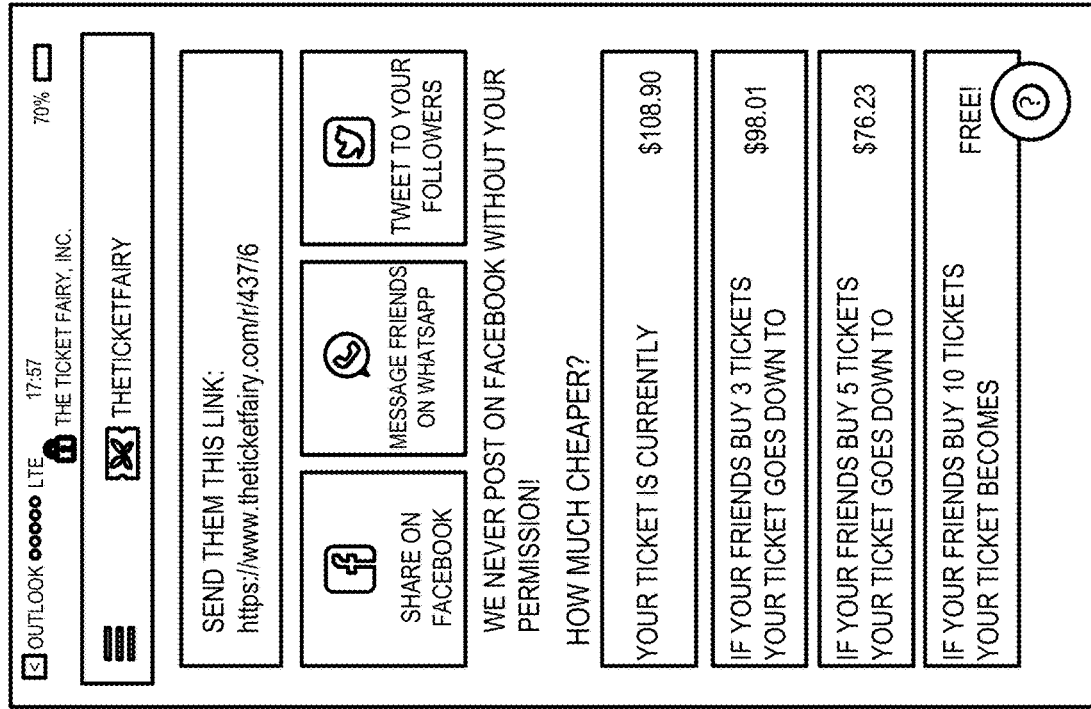 < OUTLOOK ooooo LTE 17:57 70%
THE TICKET FAIRY, INC.
THETICKETFAIRY
SEND THEM THIS LINK:
https://www.theticketfairy.com/r/437/6
f
SHARE ON
FACEBOOK
MESSAGE FRIENDS
ON WHATSAPP
TWEET TO YOUR
FOLLOWERS
WE NEVER POST ON FACEBOOK WITHOUT YOUR
PERMISSION!
HOW MUCH CHEAPER?
YOUR TICKET IS CURRENTLY $108.90
IF YOUR FRIENDS BUY 3 TICKETS
YOUR TICKET GOES DOWN TO $98.01
IF YOUR FRIENDS BUY 5 TICKETS
YOUR TICKET GOES DOWN TO $76.23
IF YOUR FRIENDS BUY 10 TICKETS
YOUR TICKET BECOMES FREE!
?